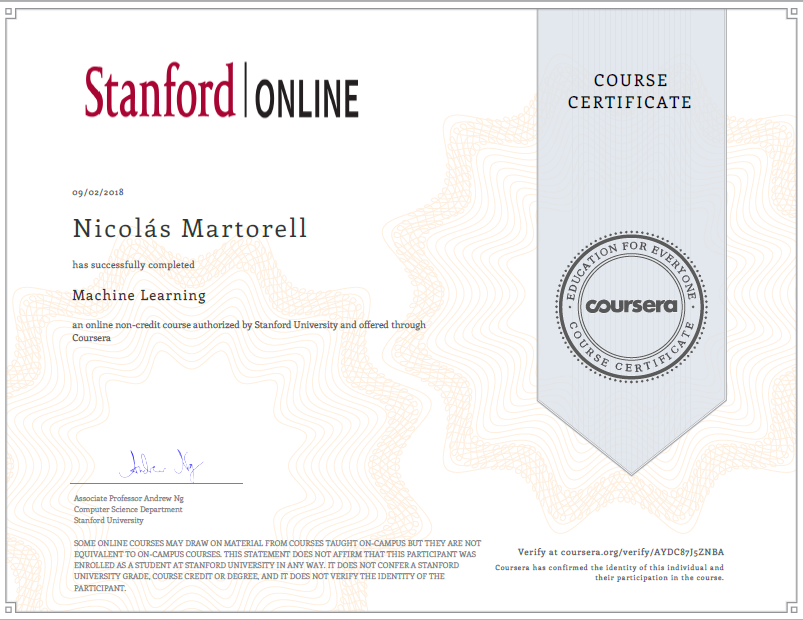 Stanford | ONLINE
COURSE
CERTIFICATE
09/02/2018
Nicolás Martorell
has successfully completed
Machine Learning
an online non-credit course authorized by Stanford University and offered through
Coursera
EDUCATION FOR EVERYONE
coursera
COURSE CERTIFICATE
Andrew Ng
Associate Professor Andrew Ng
Computer Science Department
Stanford University
SOME ONLINE COURSES MAY DRAW ON MATERIAL FROM COURSES TAUGHT ON-CAMPUS BUT THEY ARE NOT
EQUIVALENT TO ON-CAMPUS COURSES. THIS STATEMENT DOES NOT AFFIRM THAT THIS PARTICIPANT WAS
ENROLLED AS A STUDENT AT STANFORD UNIVERSITY IN ANY WAY. IT DOES NOT CONFER A STANFORD
UNIVERSITY GRADE, COURSE CREDIT OR DEGREE, AND IT DOES NOT VERIFY THE IDENTITY OF THE
PARTICIPANT.
Verify at coursera.org/verify/AYDC87J5ZNBA
Coursera has confirmed the identity of this individual and
their participation in the course.